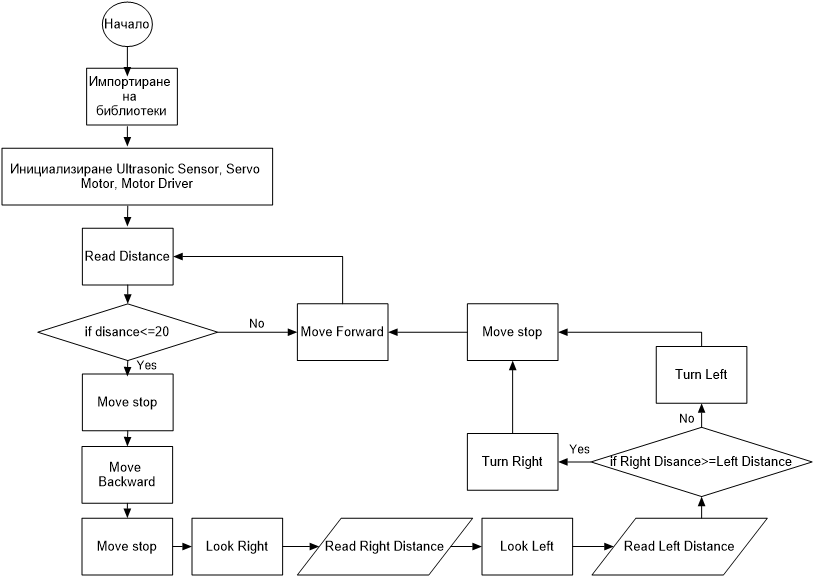 Начало
Импортиране
на
библиотеки
Инициализиране Ultrasonic Sensor, Servo
Motor, Motor Driver
Read Distance
if disance<=20
No
Move Forward
Move stop
Yes
Turn Left
Move stop
No
Move
Backward
Turn Right
Yes
if Right Disance>=Left Distance
Move stop
Look Right
Read Right Distance
Look Left
Read Left Distance